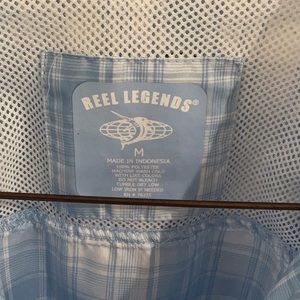 REEL LEGENDS®
M
MADE IN INDONESIA
100% POLYESTER
MACHINE WASH COLD
WITH LIKE COLORS
DO NOT BLEACH
TUMBLE DRY LOW
LOW IRON IF NEEDED
RN #